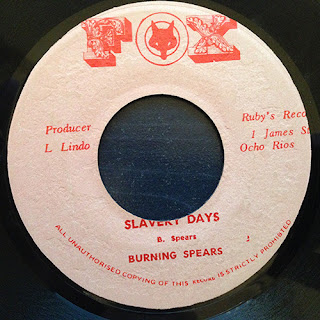 FOX
Producer
L Lindo
Ruby's Reco
1 James S
Ocho Rios
SLAVERY DAYS
B. Spears
BURNING SPEARS
ALL UNAUTHORISED COPYING OF THIS RECORD IS STRICTLY PROHIBITED